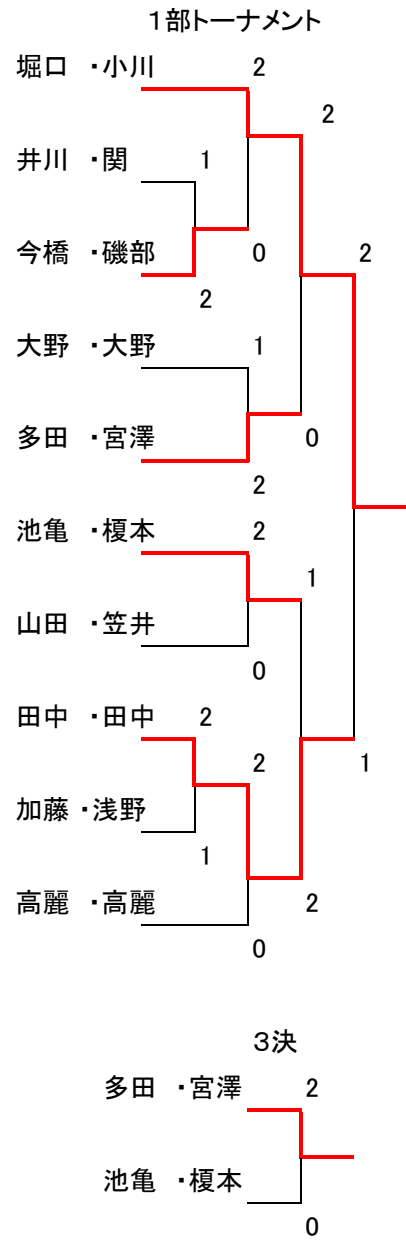 １部トーナメント
堀口 ・小川 2
2
井川 ・関 1
今橋 ・磯部 0 2
2
大野 ・大野 1
多田 ・宮澤 0
2
池亀 ・榎本 2
1
山田 ・笠井
0
田中 ・田中 2
2 1
加藤 ・浅野
1
高麗 ・高麗 2
0
３決
多田 ・宮澤 2
池亀 ・榎本
0